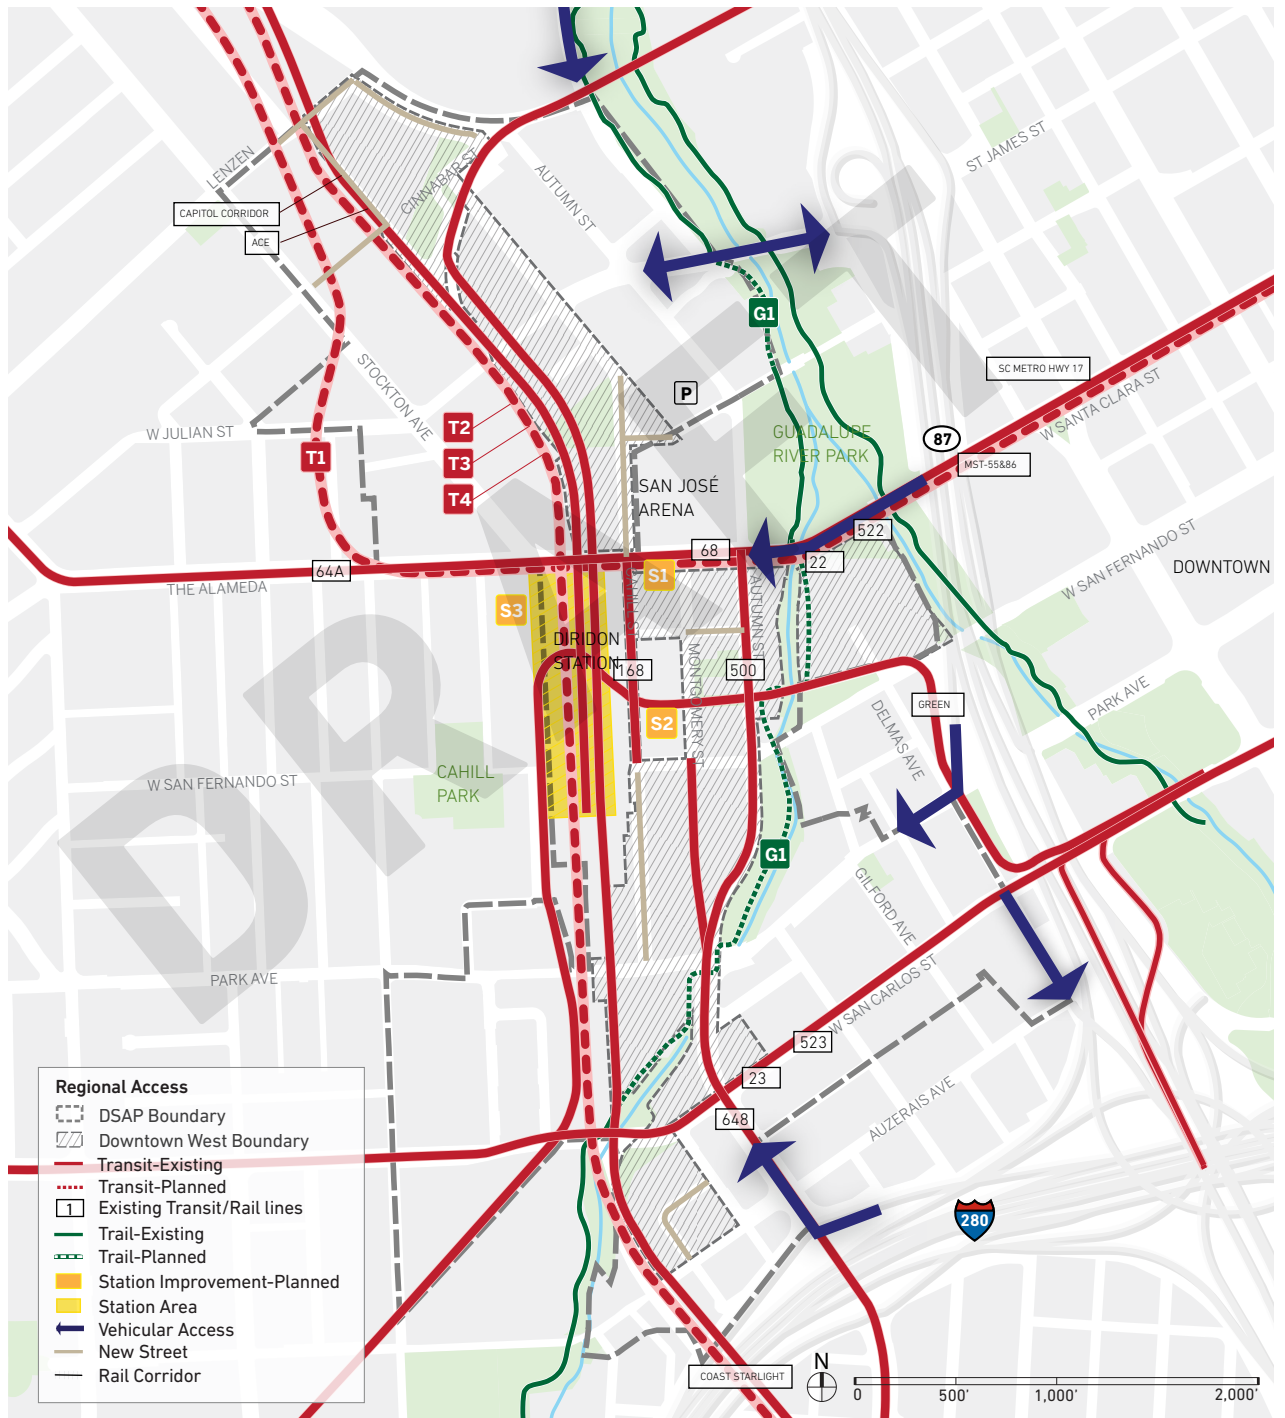 ST JAMES ST
LENZEN
CINNABAR ST
AUTUMN ST
CAPITOL CORRIDOR
ACE
G1
STOCKTON AVE
SC METRO HWY 17
P
W SANTA CLARA ST
W JULIAN ST
T1
T2
T3
T4
GUADALUPE
RIVER PARK
87
MST-55&86
SAN JOSÉ
ARENA
522
W SAN FERNANDO ST
68
22
DOWNTOWN
64A
THE ALAMEDA
S1
S3
CAHILL ST
AUTUMN ST
DIRIDON
STATION
168
MONTGOMERY ST
500
PARK AVE
GREEN
DELMAS AVE
S2
W SAN FERNANDO ST
CAHILL
PARK
G1
GILFORD AVE
PARK AVE
W SAN CARLOS ST
523
23
648
AUZERAIS AVE
280
DRAFT
Regional Access
DSAP Boundary
Downtown West Boundary
Transit-Existing
Transit-Planned
1 Existing Transit/Rail lines
Trail-Existing
Trail-Planned
Station Improvement-Planned
Station Area
Vehicular Access
New Street
Rail Corridor
COAST STARLIGHT
N
0 500' 1,000' 2,000'